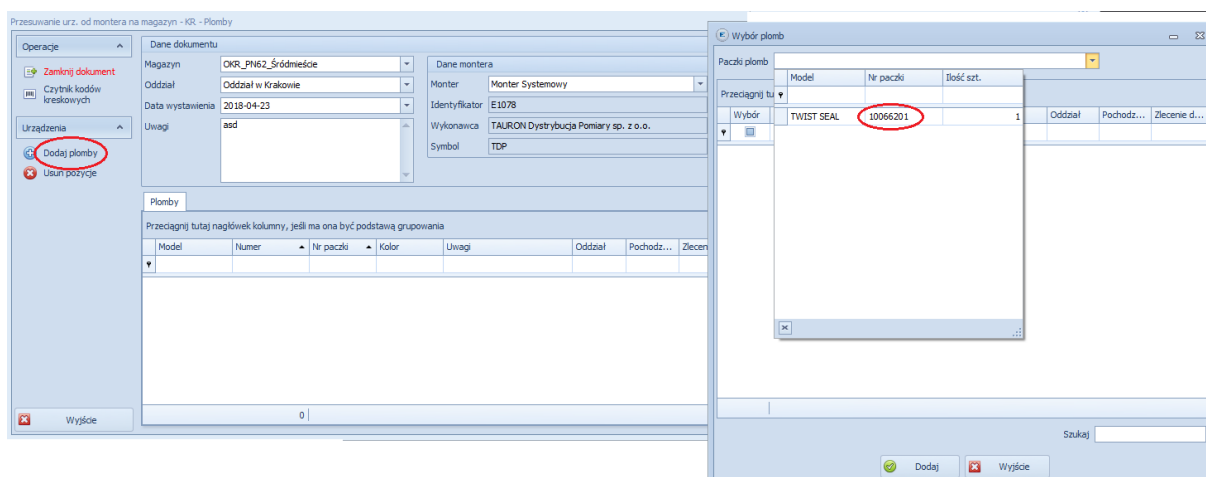 Przesuwanie urz. od montera na magazyn - KR - Plomby
Operacje
Zamknij dokument
Czytnik kodów
kreskowych
Urządzenia
Dodaj plomby
Usuń pozycje
Wyjście
Dane dokumentu
Magazyn OKR_PN62_Śródmieście
Oddział Oddział w Krakowie
Data wystawienia 2018-04-23
Uwagi asd
Dane montera
Monter Monter Systemowy
Identyfikator E1078
Wykonawca TAURON Dystrybucja Pomiary sp. z o.o.
Symbol TDP
Plomby
Przeciągnij tutaj nagłówek kolumny, jeśli ma ona być podstawą grupowania
Model Numer Nr paczki Kolor Uwagi Oddział Pochodz... Zlecen
0
Wybór plomb
Paczki plomb
Model Nr paczki Ilość szt.
Przeciągnij tu
TWIST SEAL 10066201 1
Wybór Oddział Pochodz... Zlecenie d...
Szukaj
Dodaj Wyjście